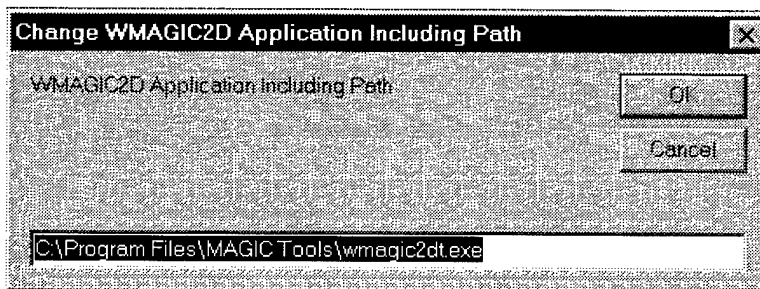 Change WMAGIC2D Application Including Path
WMAGIC2D Application Including Path
OK
Cancel
C:\Program Files\MAGIC Tools\wmagic2dt.exe